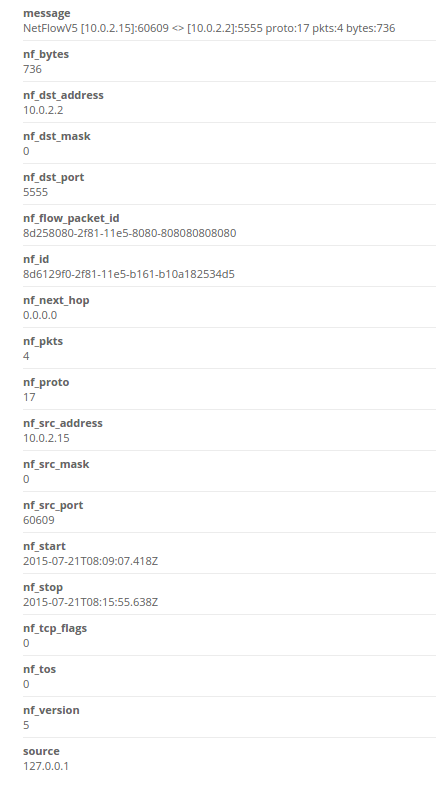 message
NetFlowV5 [10.0.2.15]:60609 <> [10.0.2.2]:5555 proto:17 pkts:4 bytes:736
nf_bytes
736
nf_dst_address
10.0.2.2
nf_dst_mask
0
nf_dst_port
5555
nf_flow_packet_id
8d258080-2f81-11e5-8080-808080808080
nf_id
8d6129f0-2f81-11e5-b161-b10a182534d5
nf_next_hop
0.0.0.0
nf_pkts
4
nf_proto
17
nf_src_address
10.0.2.15
nf_src_mask
0
nf_src_port
60609
nf_start
2015-07-21T08:09:07.418Z
nf_stop
2015-07-21T08:15:55.638Z
nf_tcp_flags
0
nf_tos
0
nf_version
5
source
127.0.0.1